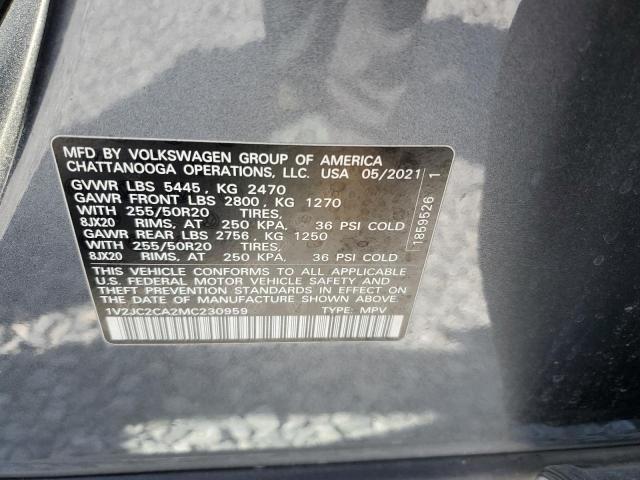 MFD BY VOLKSWAGEN GROUP OF AMERICA
CHATTANOOGA OPERATIONS, LLC. USA 05/2021
GVWR LBS 5445, KG 2470
GAWR FRONT LBS 2800, KG 1270
WITH 255/50R20 TIRES,
8JX20 RIMS, AT 250 KPA, 36 PSI COLD
GAWR REAR LBS 2756, KG 1250
WITH 255/50R20 TIRES,
8JX20 RIMS, AT 250 KPA, 36 PSI COLD
THIS VEHICLE CONFORMS TO ALL APPLICABLE
U.S. FEDERAL MOTOR VEHICLE SAFETY AND
THEFT PREVENTION STANDARDS IN EFFECT ON THE
DATE OF MANUFACTURE SHOWN ABOVE.
1V2JC2CA2MC230959 TYPE: MPV
1859526 1